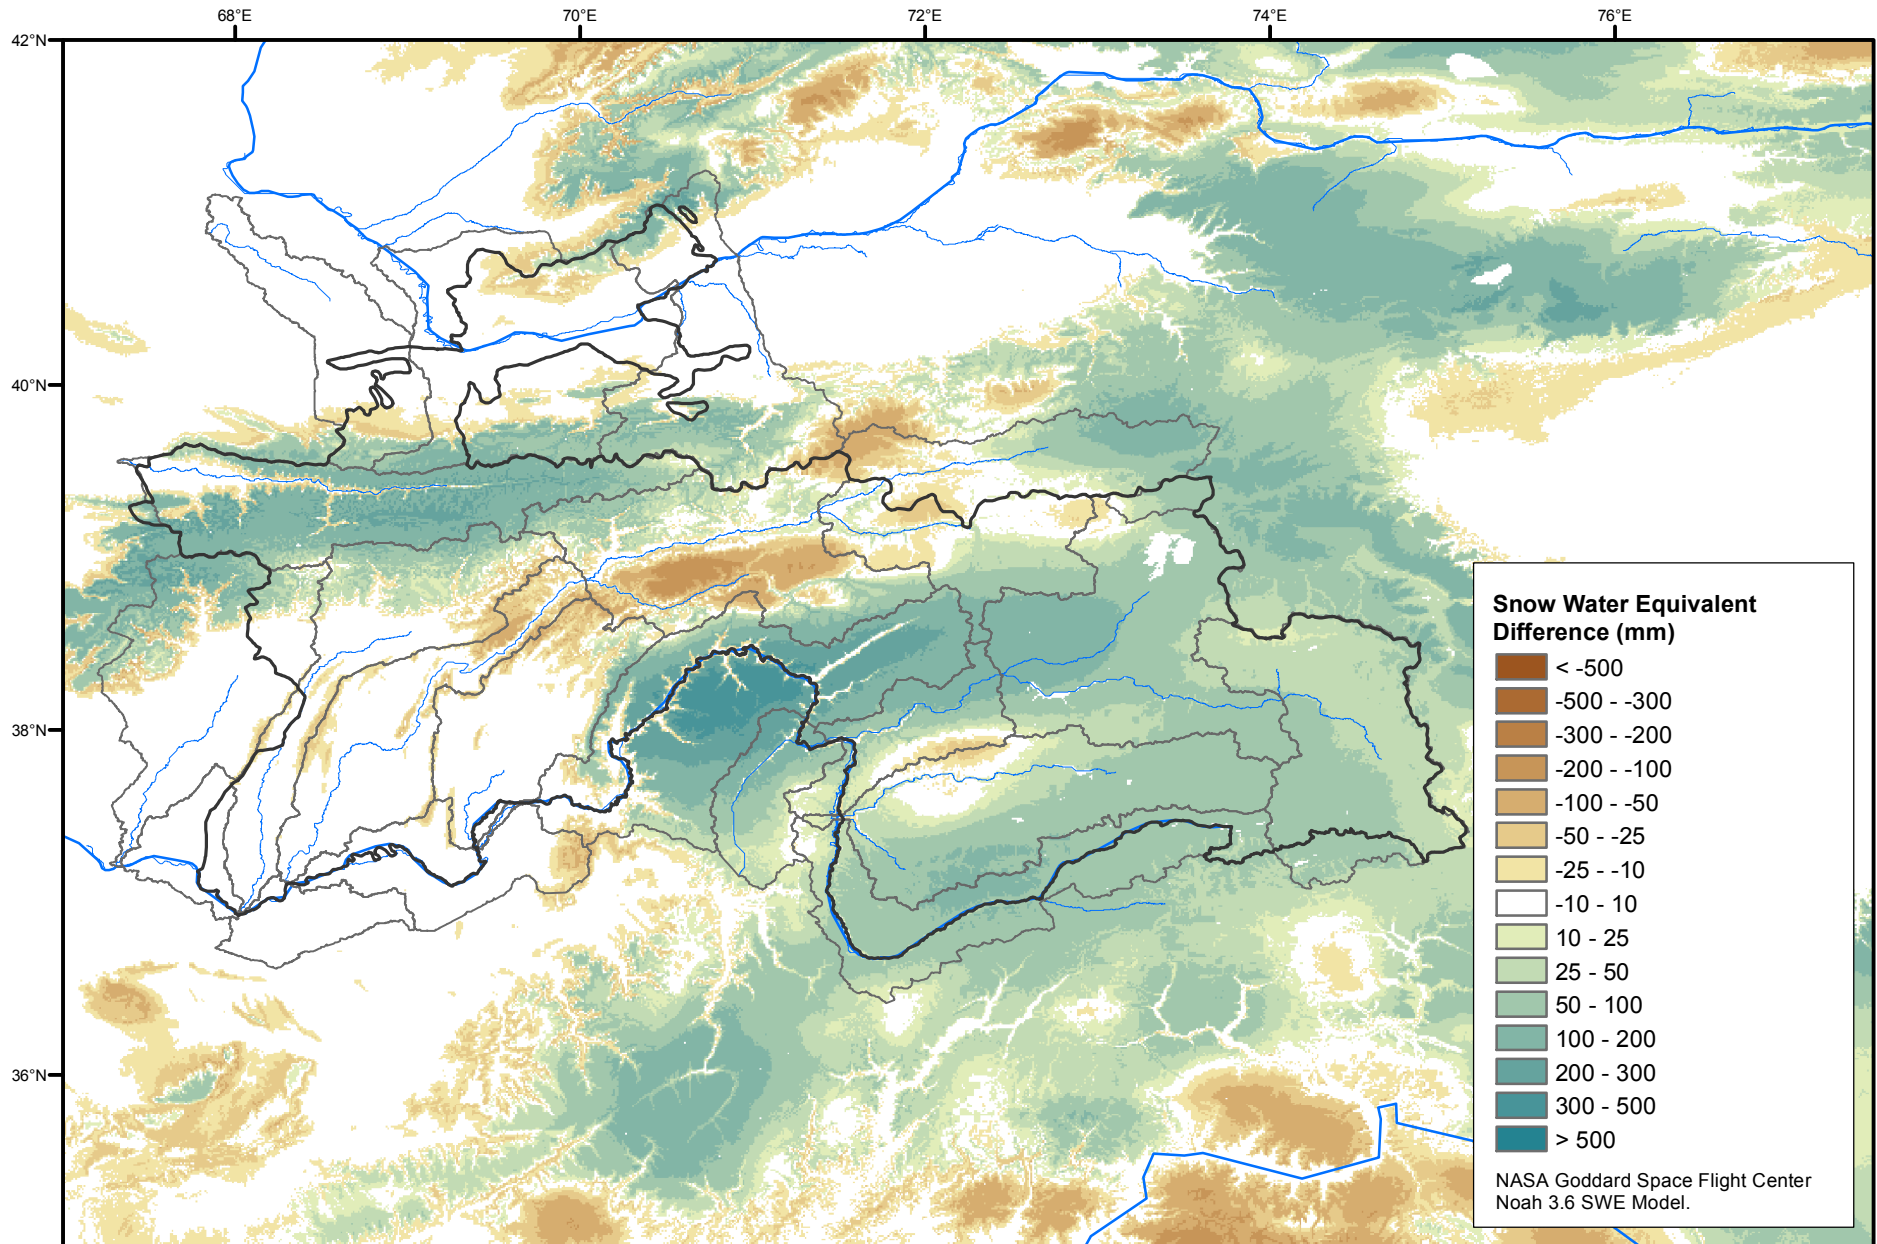 68°E 70°E 72°E 74°E 76°E
42°N
40°N
38°N
36°N
Snow Water Equivalent
Difference (mm)
< -500
-500 - -300
-300 - -200
-200 - -100
-100 - -50
-50 - -25
-25 - -10
-10 - 10
10 - 25
25 - 50
50 - 100
100 - 200
200 - 300
300 - 500
> 500
NASA Goddard Space Flight Center
Noah 3.6 SWE Model.